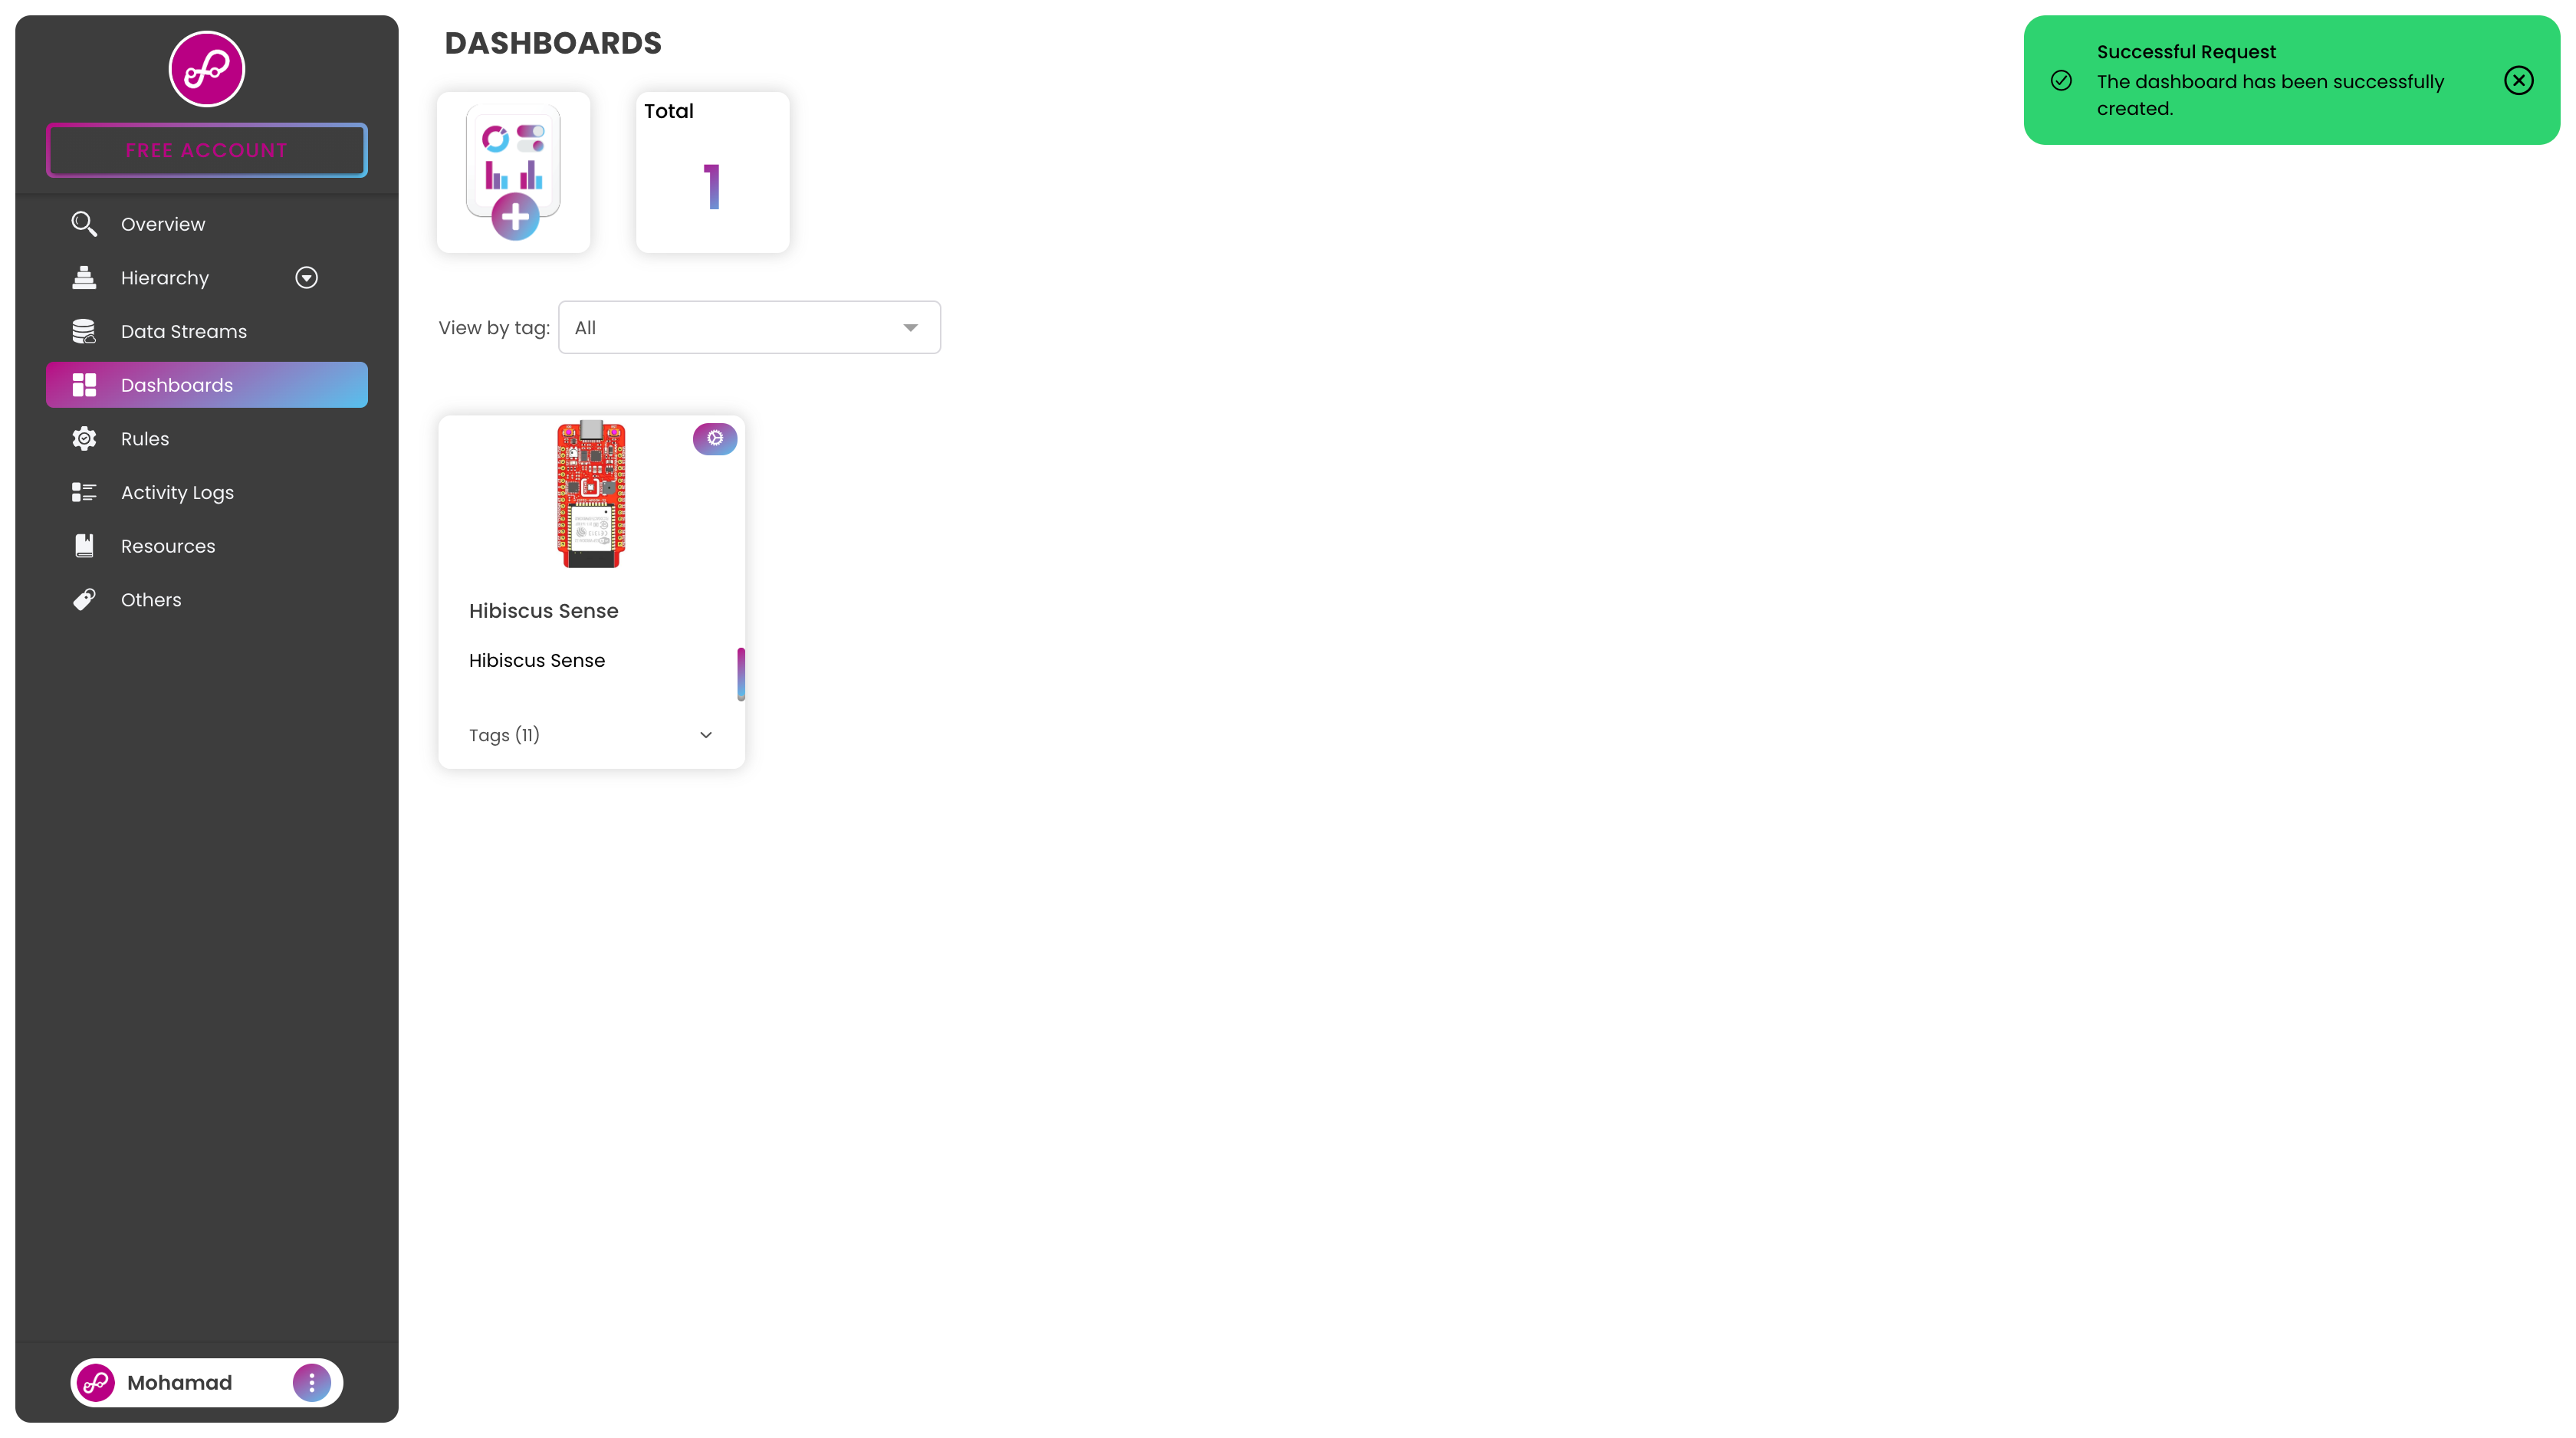 FREE ACCOUNT
Overview
Hierarchy
Data Streams
Dashboards
Rules
Activity Logs
Resources
Others
Mohamad
DASHBOARDS
Total
1
View by tag: All
Hibiscus Sense
Hibiscus Sense
Tags (11)
Successful Request
The dashboard has been successfully
created.